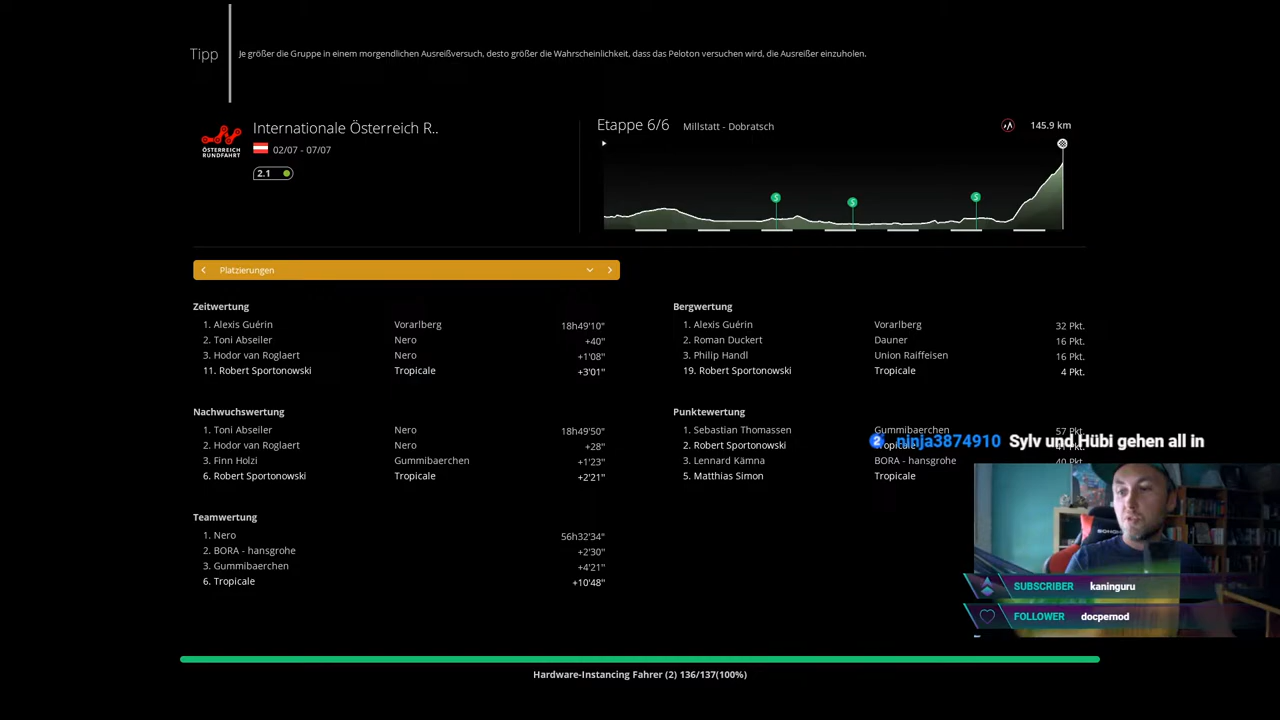 Tipp
Je größer die Gruppe in einem morgendlichen Ausreißversuch, desto größer die Wahrscheinlichkeit, dass das Peloton versuchen wird, die Ausreißer einzuholen.
ÖSTERREICH RUNDFAHRT
Internationale Österreich R..
02/07 - 07/07
2.1
Etappe 6/6 Millstatt - Dobratsch 145.9 km
S S S
Platzierungen
Zeitwertung
1. Alexis Guérin Vorarlberg 18h49'10''
2. Toni Abseiler Nero +40''
3. Hodor van Roglaert Nero +1'08''
11. Robert Sportonowski Tropicale +3'01''
Bergwertung
1. Alexis Guérin Vorarlberg 32 Pkt.
2. Roman Duckert Dauner 16 Pkt.
3. Philip Handl Union Raiffeisen 16 Pkt.
19. Robert Sportonowski Tropicale 4 Pkt.
Nachwuchswertung
1. Toni Abseiler Nero 18h49'50''
2. Hodor van Roglaert Nero +28''
3. Finn Holzi Gummibaerchen +1'23''
6. Robert Sportonowski Tropicale +2'21''
Punktewertung
1. Sebastian Thomassen Gummibaerchen 57 Pkt.
2. Robert Sportonowski Tropicale
3. Lennard Kämna BORA - hansgrohe
5. Matthias Simon Tropicale
2 ninja3874910 Sylv und Hübi gehen all in
Teamwertung
1. Nero 56h32'34''
2. BORA - hansgrohe +2'30''
3. Gummibaerchen +4'21''
6. Tropicale +10'48''
SUBSCRIBER kaninguru
FOLLOWER docpernod
Hardware-Instancing Fahrer (2) 136/137(100%)